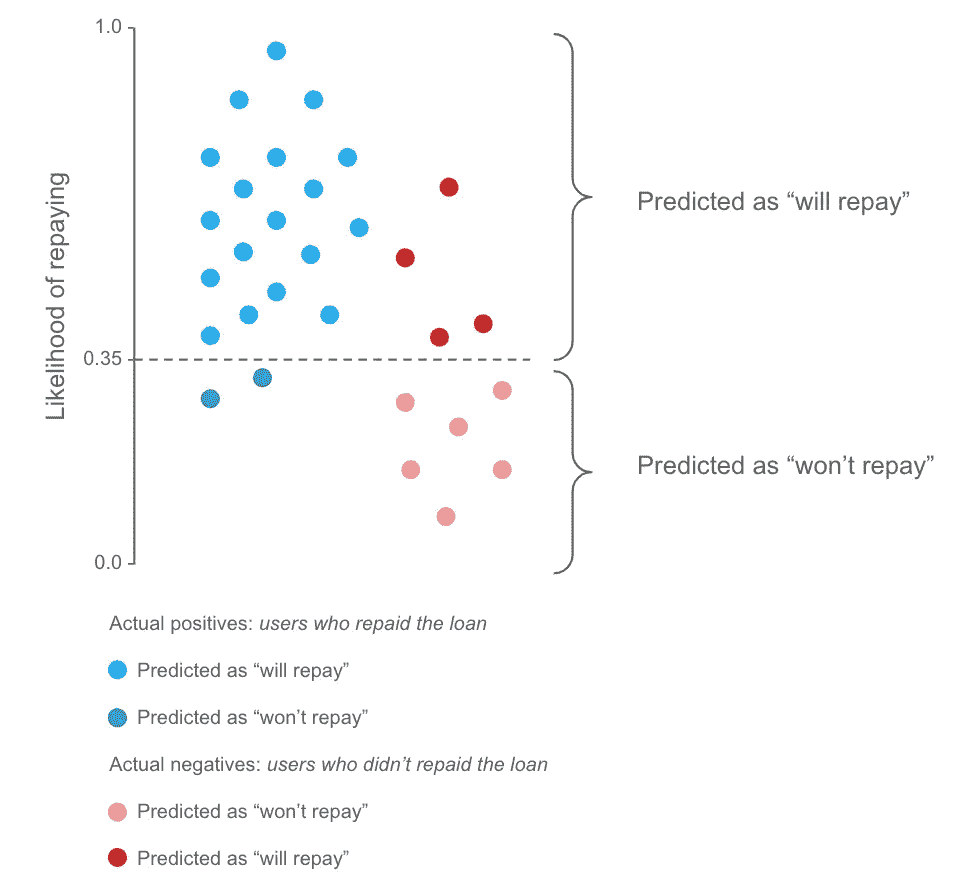 1.0
Likelihood of repaying
Predicted as “will repay”
0.35
Predicted as “won’t repay”
0.0
Actual positives: users who repaid the loan
Predicted as “will repay”
Predicted as “won’t repay”
Actual negatives: users who didn’t repaid the loan
Predicted as “won’t repay”
Predicted as “will repay”